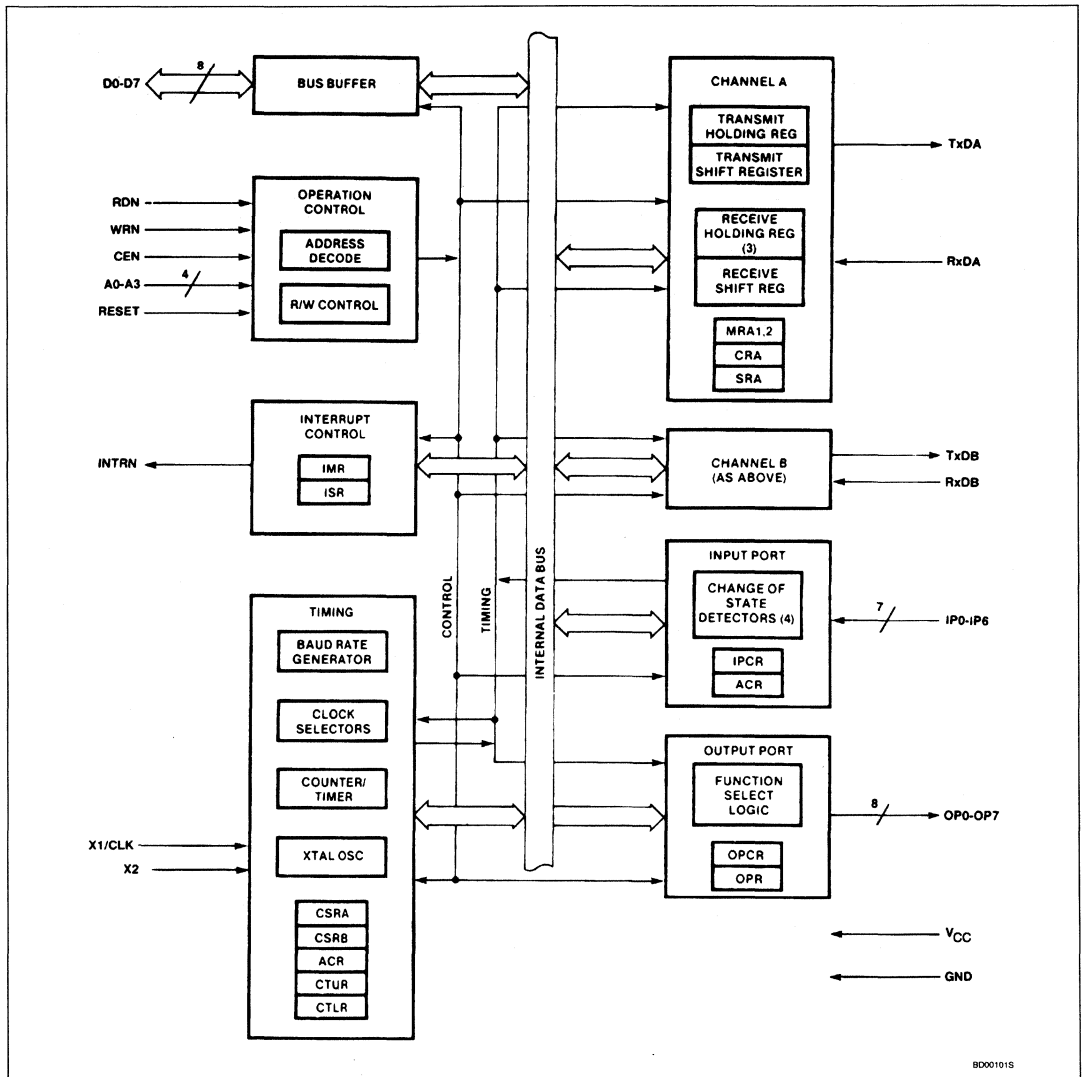 D0-D7
8
BUS BUFFER
RDN
WRN
CEN
A0-A3
4
RESET
OPERATION
CONTROL
ADDRESS
DECODE
R/W CONTROL
INTRN
INTERRUPT
CONTROL
IMR
ISR
TIMING
BAUD RATE
GENERATOR
CLOCK
SELECTORS
COUNTER/
TIMER
X1/CLK
X2
XTAL OSC
CSRA
CSRB
ACR
CTUR
CTLR
CONTROL
TIMING
INTERNAL DATA BUS
CHANNEL A
TRANSMIT
HOLDING REG
TRANSMIT
SHIFT REGISTER
RECEIVE
HOLDING REG
(3)
RECEIVE
SHIFT REG
MRA1,2
CRA
SRA
TxDA
RxDA
CHANNEL B
(AS ABOVE)
TxDB
RxDB
INPUT PORT
CHANGE OF
STATE
DETECTORS (4)
IPCR
ACR
7
IP0-IP6
OUTPUT PORT
FUNCTION
SELECT
LOGIC
OPCR
OPR
8
OP0-OP7
VCC
GND
BD00101S